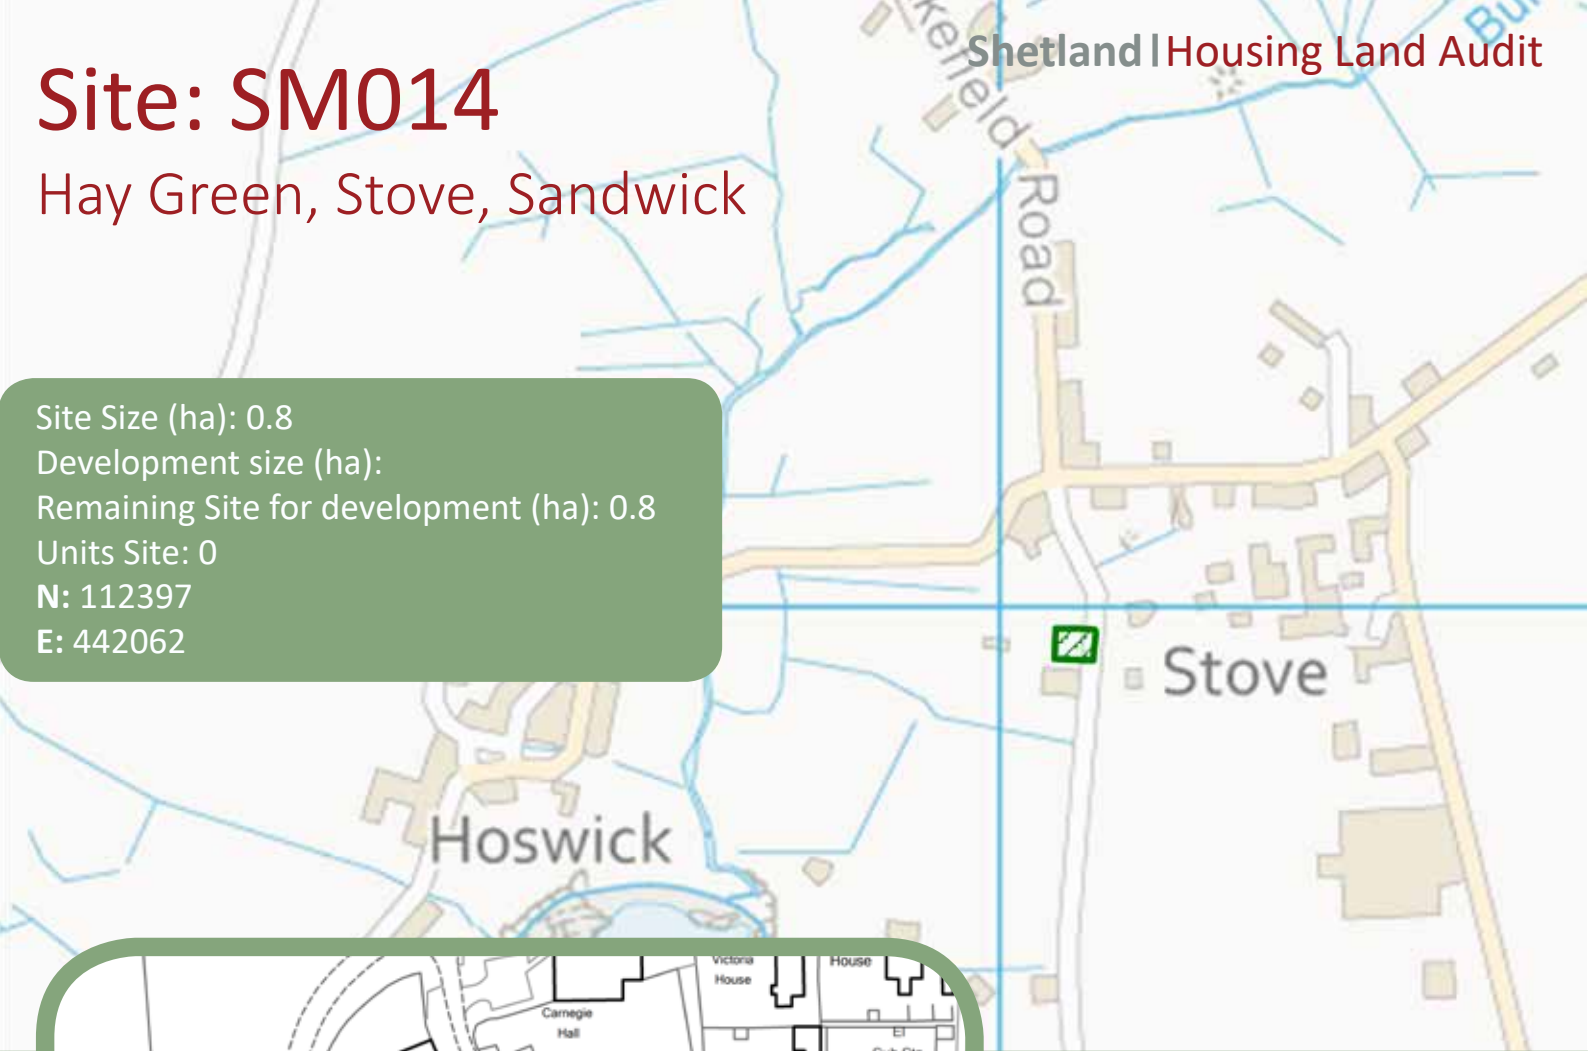 Shetland|Housing Land Audit
Site: SM014
Hay Green, Stove, Sandwick
Road
Site Size (ha): 0.8
Development size (ha):
Remaining Site for development (ha): 0.8
Units Site: 0
N: 112397
E: 442062
Stove
Hoswick
Victoria
House
House
Carnegie
Hall
El